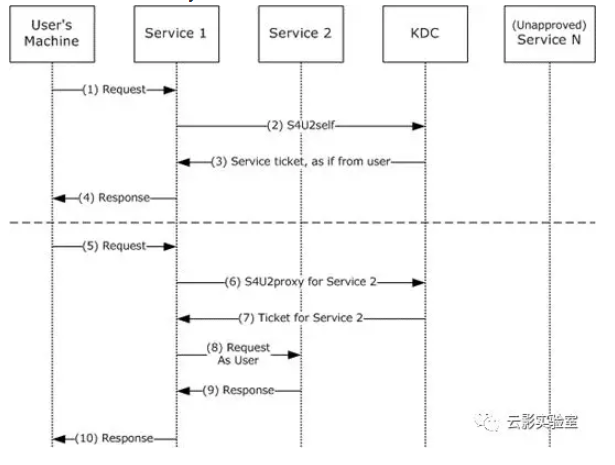 User's
Machine
Service 1
Service 2
KDC
(Unapproved)
Service N
(1) Request
(2) S4U2self
(3) Service ticket, as if from user
(4) Response
(5) Request
(6) S4U2proxy for Service 2
(7) Ticket for Service 2
(8) Request
As User
(9) Response
(10) Response
云影实验室